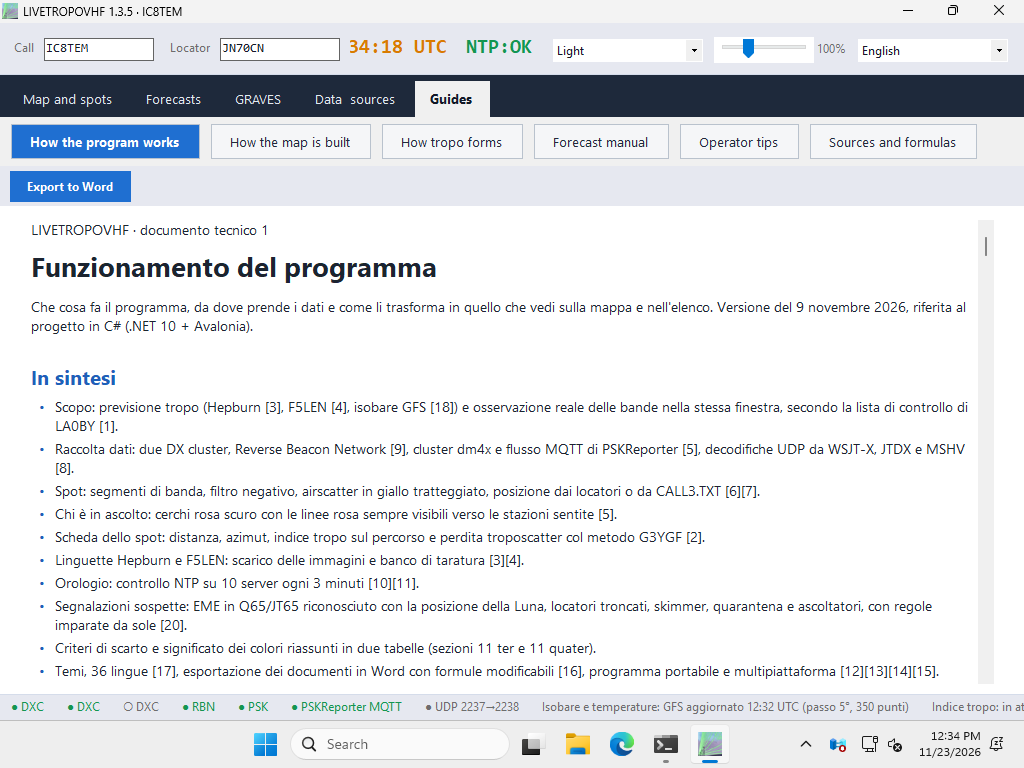 LIVETROPOVHF 1.3.5 · IC8TEM
Call IC8TEM Locator JN70CN 34:18 UTC NTP:OK Light 100% English
Map and spots Forecasts GRAVES Data sources Guides
How the program works How the map is built How tropo forms Forecast manual Operator tips Sources and formulas
Export to Word
LIVETROPOVHF · documento tecnico 1
Funzionamento del programma
Che cosa fa il programma, da dove prende i dati e come li trasforma in quello che vedi sulla mappa e nell'elenco. Versione del 9 novembre 2026, riferita al
progetto in C# (.NET 10 + Avalonia).
In sintesi
• Scopo: previsione tropo (Hepburn [3], F5LEN [4], isobare GFS [18]) e osservazione reale delle bande nella stessa finestra, secondo la lista di controllo di
LA0BY [1].
• Raccolta dati: due DX cluster, Reverse Beacon Network [9], cluster dm4x e flusso MQTT di PSKReporter [5], decodifiche UDP da WSJT-X, JTDX e MSHV
[8].
• Spot: segmenti di banda, filtro negativo, airscatter in giallo tratteggiato, posizione dai locatori o da CALL3.TXT [6][7].
• Chi è in ascolto: cerchi rosa scuro con le linee rosa sempre visibili verso le stazioni sentite [5].
• Scheda dello spot: distanza, azimut, indice tropo sul percorso e perdita troposcatter col metodo G3YGF [2].
• Linguette Hepburn e F5LEN: scarico delle immagini e banco di taratura [3][4].
• Orologio: controllo NTP su 10 server ogni 3 minuti [10][11].
• Segnalazioni sospette: EME in Q65/JT65 riconosciuto con la posizione della Luna, locatori troncati, skimmer, quarantena e ascoltatori, con regole
imparate da sole [20].
• Criteri di scarto e significato dei colori riassunti in due tabelle (sezioni 11 ter e 11 quater).
• Temi, 36 lingue [17], esportazione dei documenti in Word con formule modificabili [16], programma portabile e multipiattaforma [12][13][14][15].
● DXC ● DXC ○ DXC ● RBN ● PSK ● PSKReporter MQTT ● UDP 2237→2238 Isobare e temperature: GFS aggiornato 12:32 UTC (passo 5°, 350 punti) Indice tropo: in at
Search
12:34 PM
11/23/2026